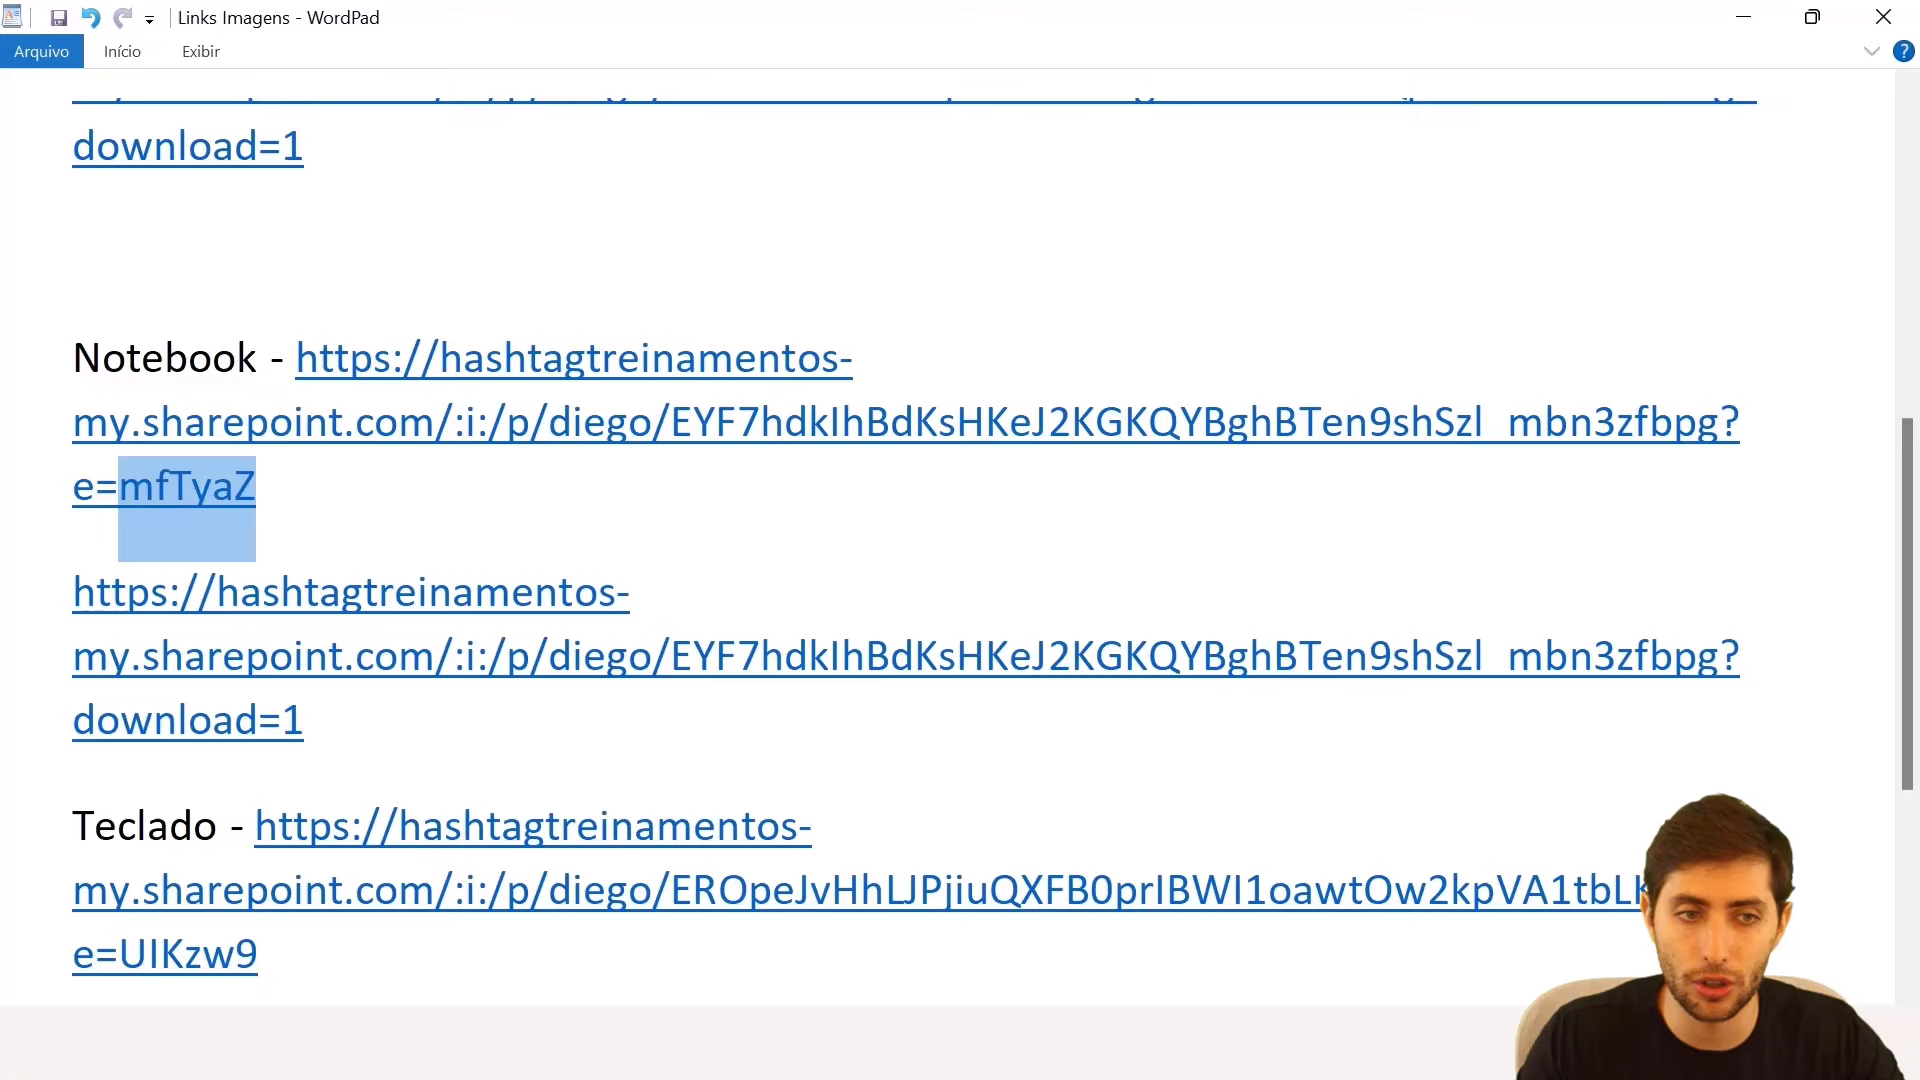 Links Imagens - WordPad
Arquivo Início Exibir
?
download=1
Notebook - https://hashtagtreinamentos-
my.sharepoint.com/:i:/p/diego/EYF7hdkIhBdKsHKeJ2KGKQYBghBTen9shSzl_mbn3zfbpg?
e=mfTyaZ
https://hashtagtreinamentos-
my.sharepoint.com/:i:/p/diego/EYF7hdkIhBdKsHKeJ2KGKQYBghBTen9shSzl_mbn3zfbpg?
download=1
Teclado - https://hashtagtreinamentos-
my.sharepoint.com/:i:/p/diego/EROpeJvHhLJPjiuQXFB0prIBWI1oawtOw2kpVA1tbL
e=UIKzw9